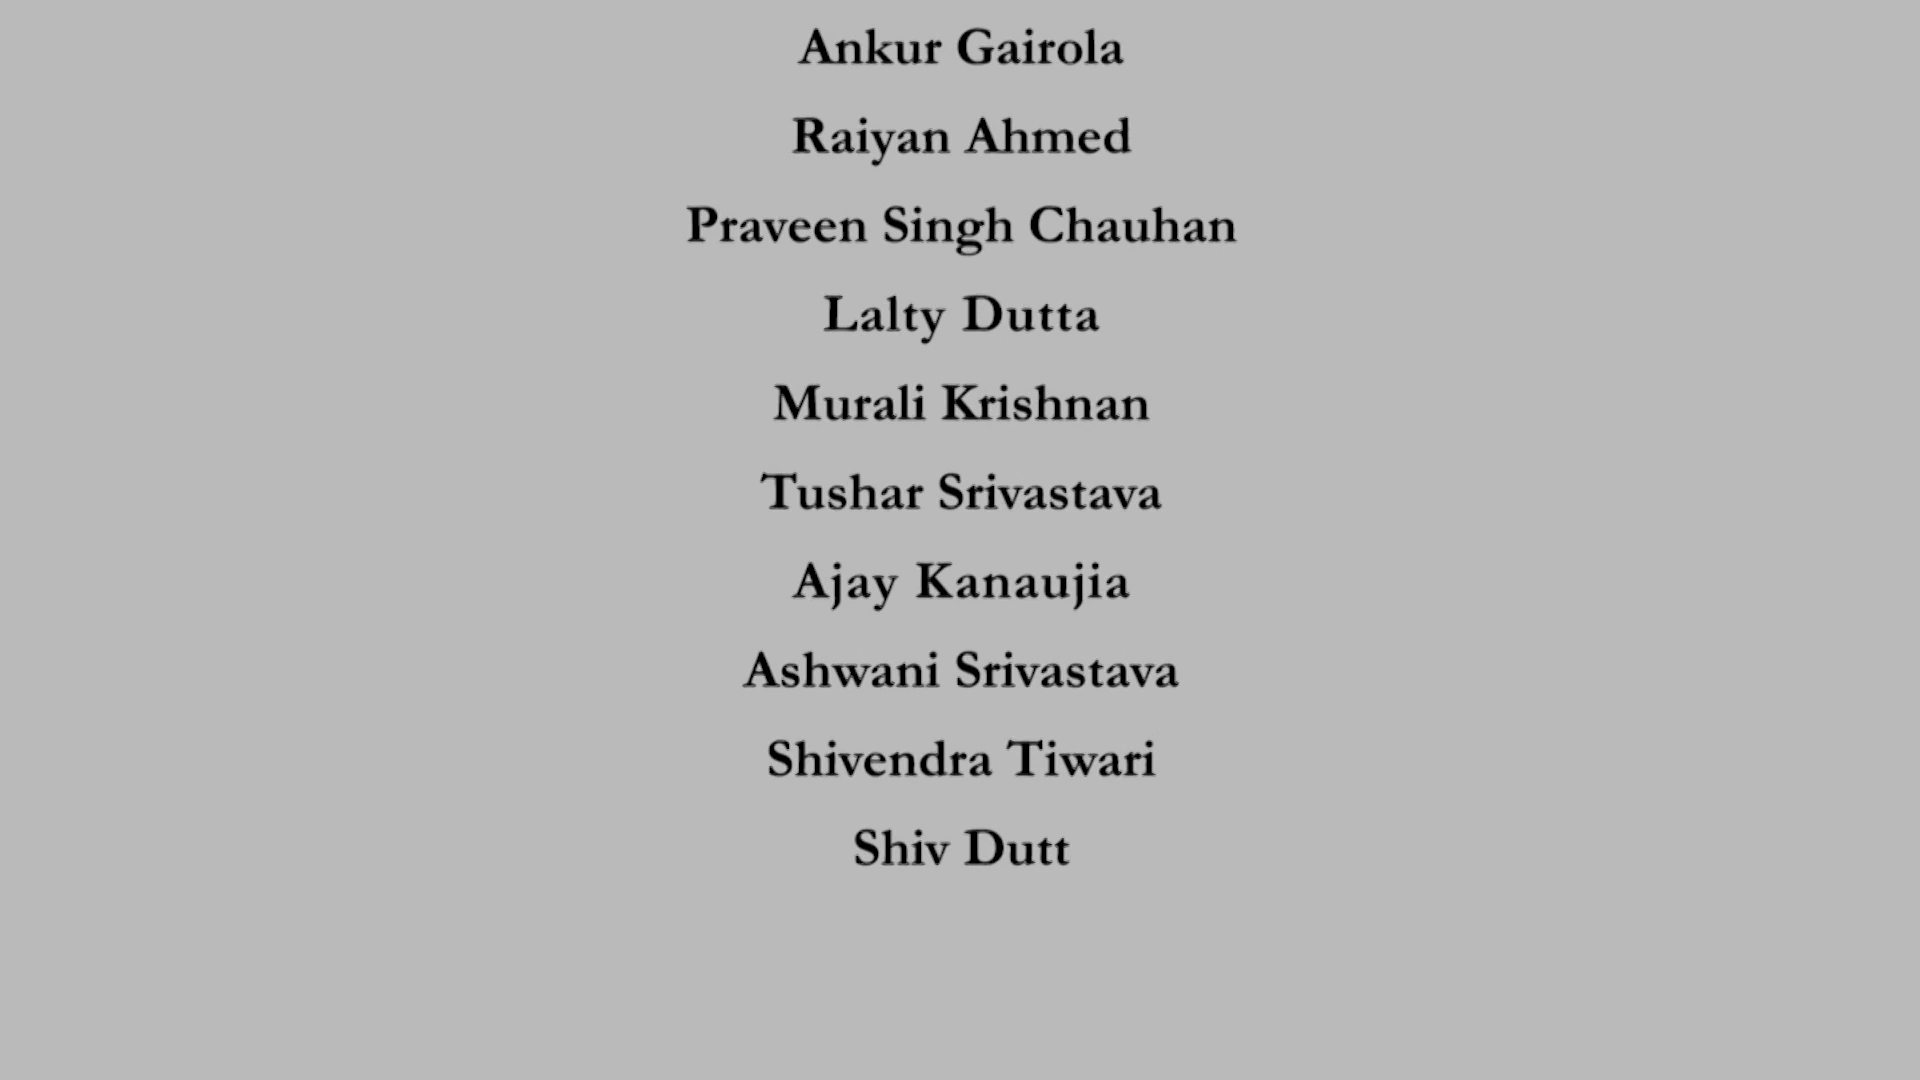 Ankur Gairola
Raiyan Ahmed
Praveen Singh Chauhan
Lalty Dutta
Murali Krishnan
Tushar Srivastava
Ajay Kanaujia
Ashwani Srivastava
Shivendra Tiwari
Shiv Dutt